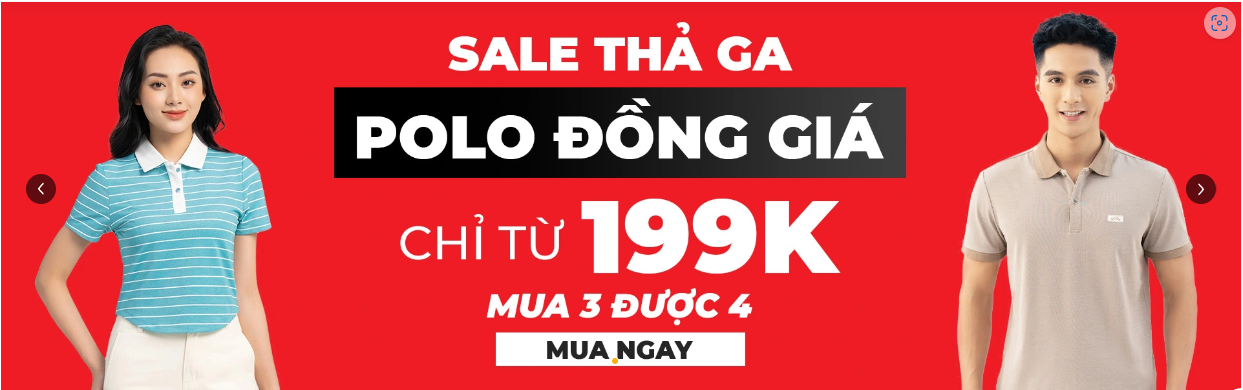 SALE THẢ GA
POLO ĐỒNG GIÁ
CHỈ TỪ 199K
MUA 3 ĐƯỢC 4
MUA NGAY